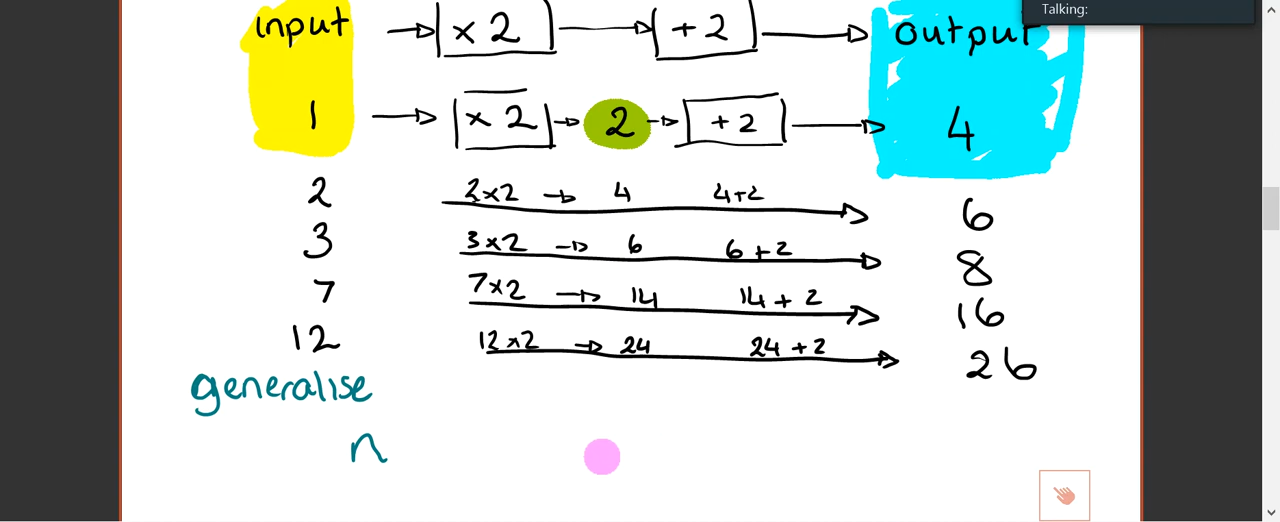 Talking:
input → × 2 → + 2 → output
1 → × 2 → 2 → + 2 → 4
2 2×2 → 4 4+2 6
3 3×2 → 6 6+2 8
7 7×2 → 14 14+2 16
12 12×2 → 24 24+2 26
generalise
n